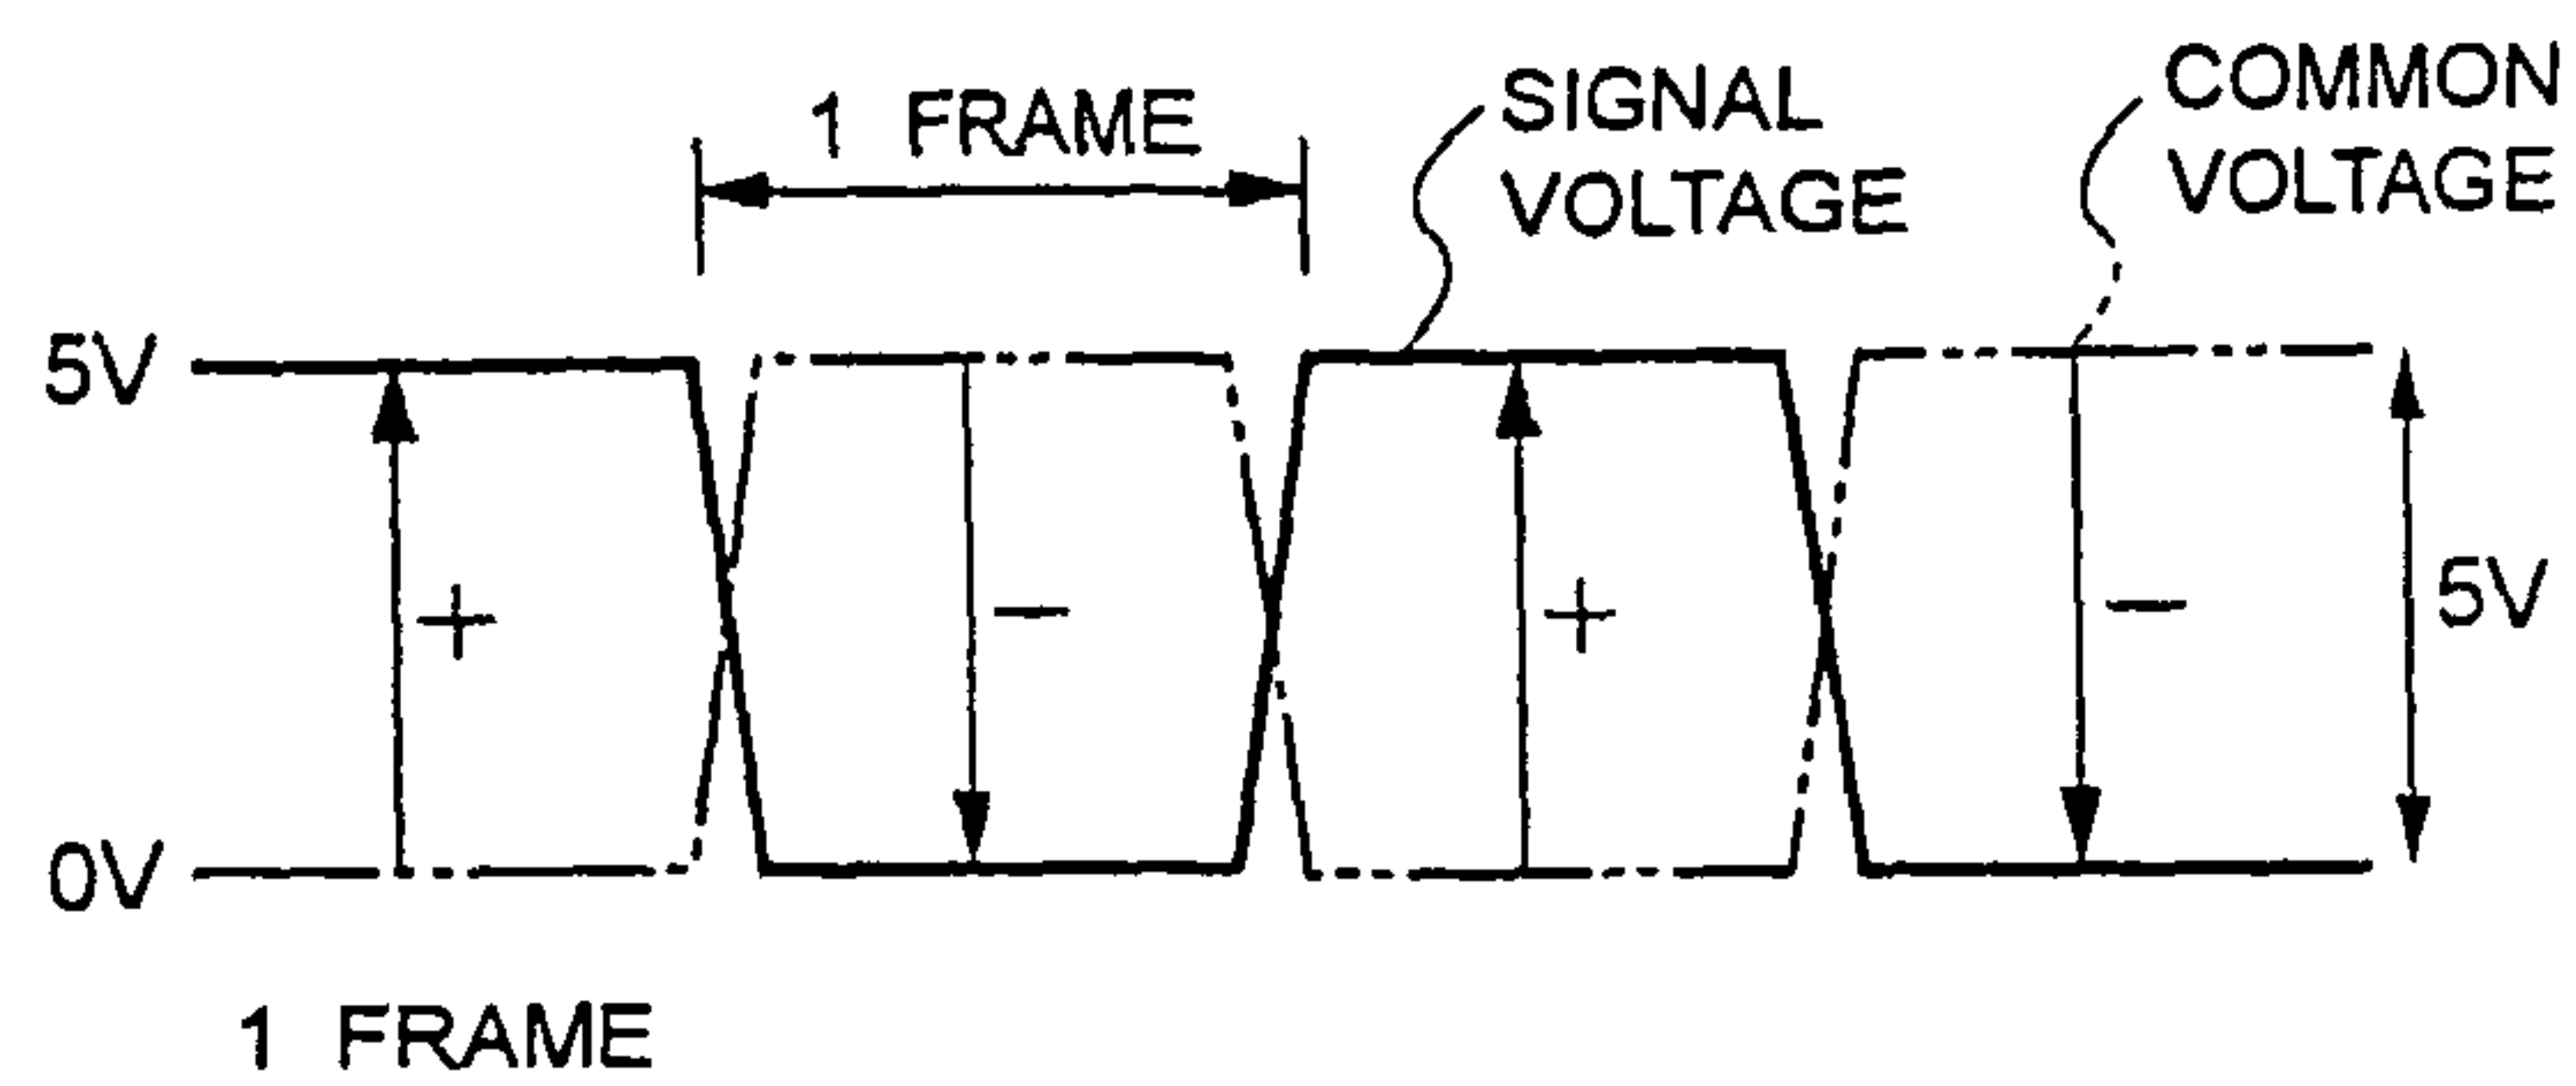 1 FRAME
SIGNAL
VOLTAGE
COMMON
VOLTAGE
5V
+
−
+
−
5V
0V
1 FRAME